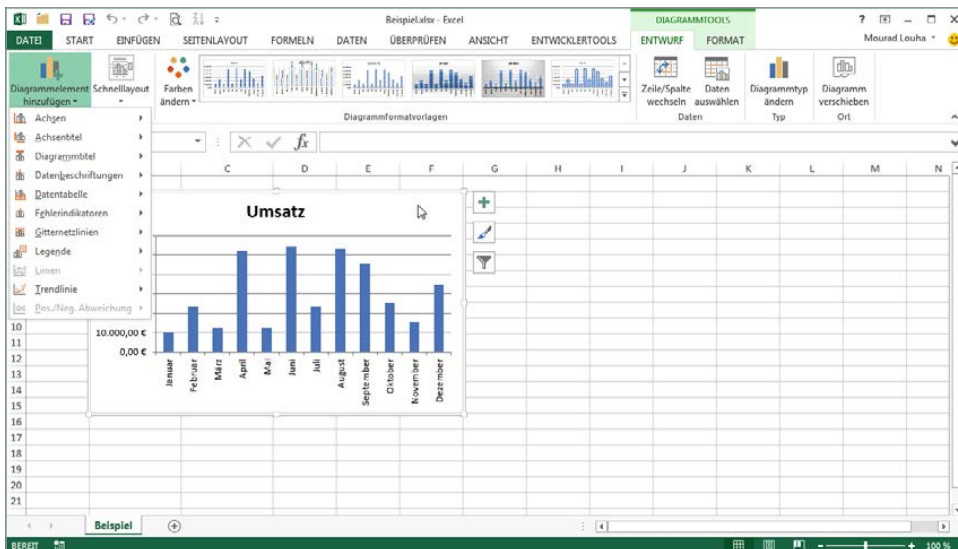 Beispiel.xlsx - Excel
DIAGRAMMTOOLS
DATEI START EINFÜGEN SEITENLAYOUT FORMELN DATEN ÜBERPRÜFEN ANSICHT ENTWICKLERTOOLS ENTWURF FORMAT Mourad Louha
Diagrammelement hinzufügen
Schnelllayout
Farben ändern
Zeile/Spalte wechseln
Daten auswählen
Diagrammtyp ändern
Diagramm verschieben
Diagrammformatvorlagen
Daten
Typ
Ort
Achsen
Achsentitel
Diagrammtitel
Datenbeschriftungen
Datentabelle
Fehlerindikatoren
Gitternetzlinien
Legende
Linien
Trendlinie
Pos./Neg. Abweichung
fx
C D E F G H I J K L M N
Umsatz
10.000,00 €
0,00 €
Januar
Februar
März
April
Mai
Juni
Juli
August
September
Oktober
November
Dezember
10
11
12
13
14
15
16
17
18
19
20
21
Beispiel
BEREIT
100 %